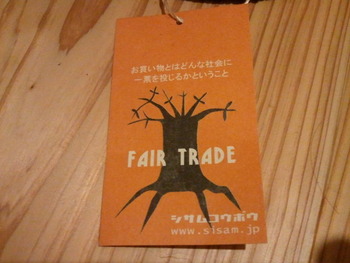 お買い物とはどんな社会に
一票を投じるかということ
FAIR TRADE
シサムコウボウ
www.sisam.jp